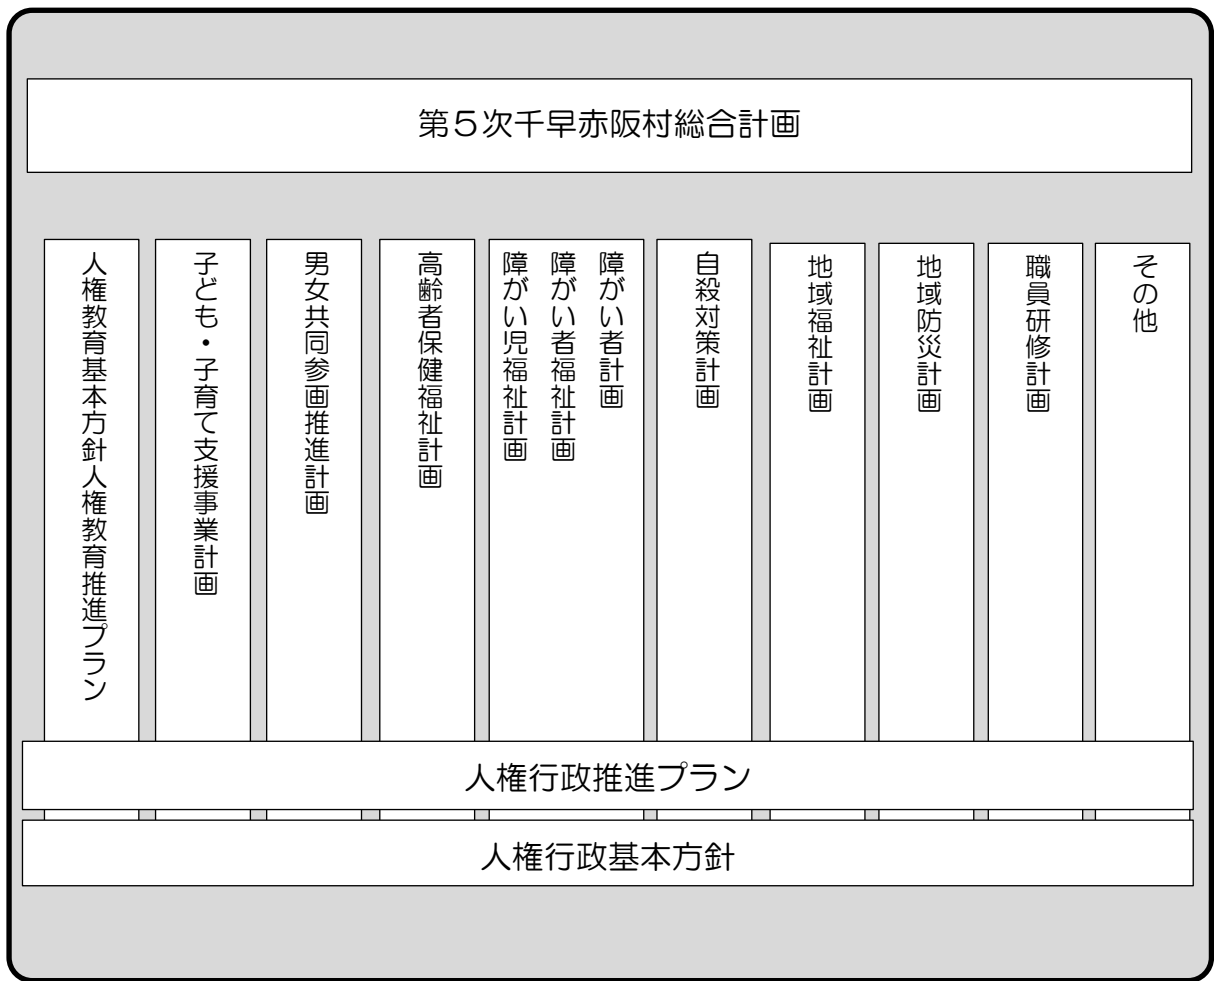 第５次千早赤阪村総合計画
人権教育基本方針人権教育推進プラン
子ども・子育て支援事業計画
男女共同参画推進計画
高齢者保健福祉計画
障がい者計画
障がい者福祉計画
障がい児福祉計画
自殺対策計画
地域福祉計画
地域防災計画
職員研修計画
その他
人権行政推進プラン
人権行政基本方針